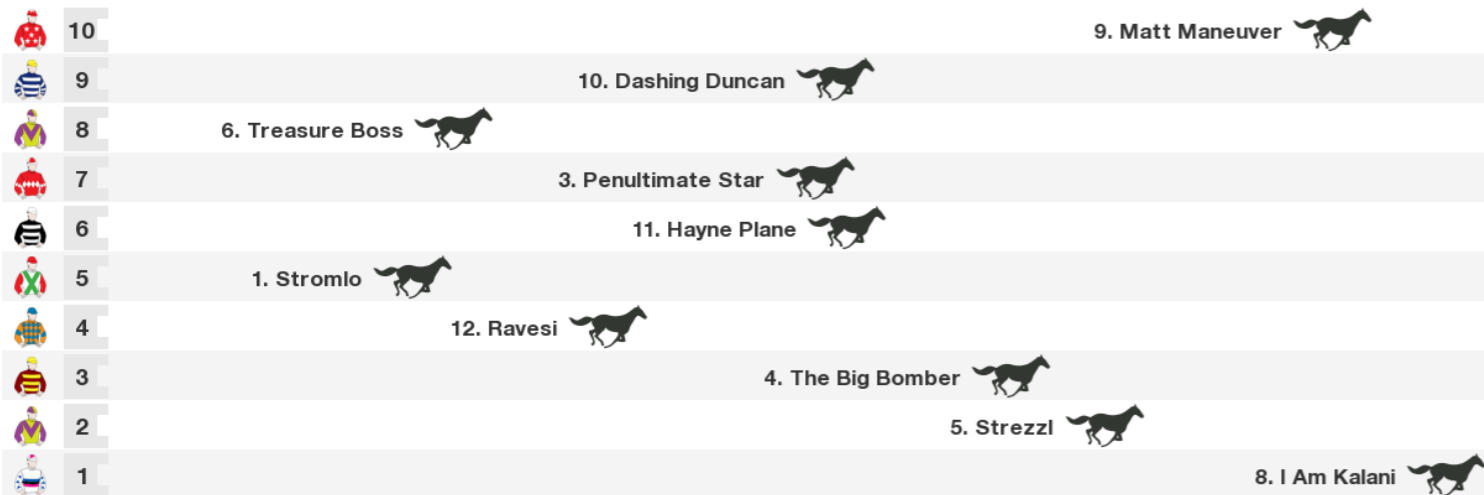 10 9. Matt Maneuver
9 10. Dashing Duncan
8 6. Treasure Boss
7 3. Penultimate Star
6 11. Hayne Plane
5 1. Stromlo
4 12. Ravesi
3 4. The Big Bomber
2 5. Strezzl
1 8. I Am Kalani